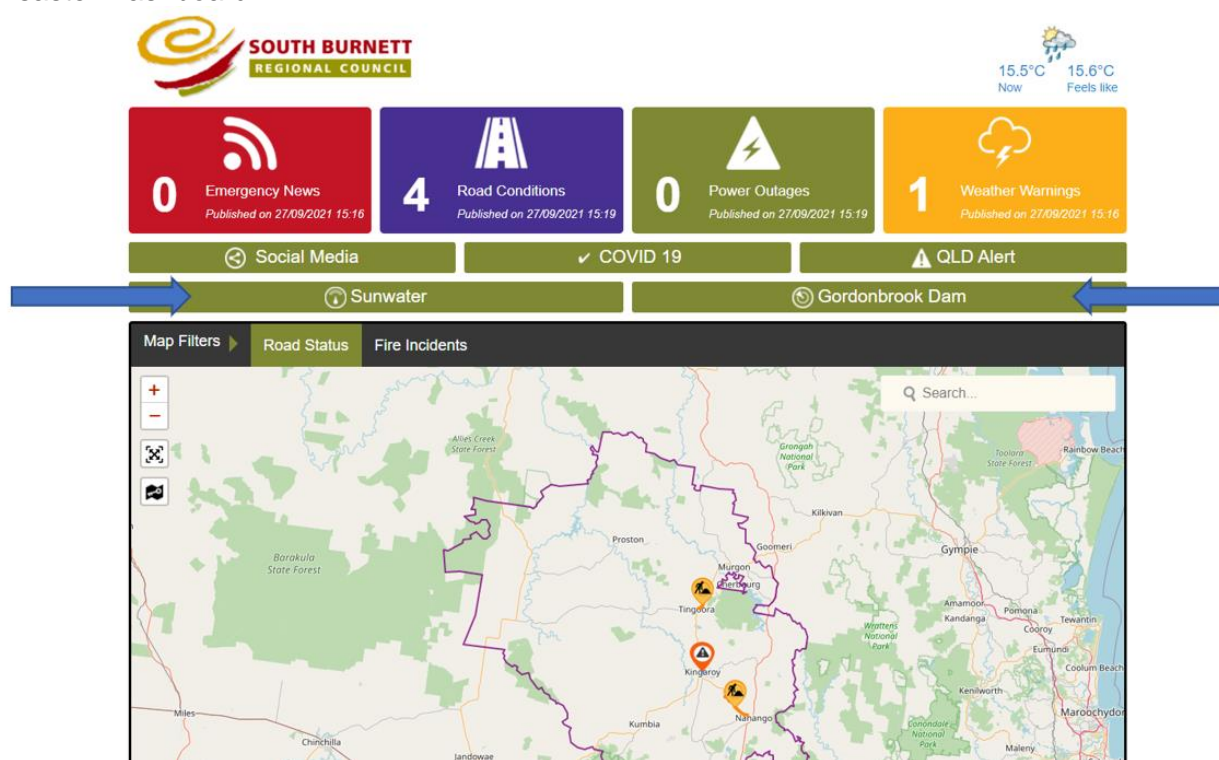 SOUTH BURNETT
REGIONAL COUNCIL
15.5°C 15.6°C
Now Feels like
0 Emergency News
Published on 27/09/2021 15:16
4 Road Conditions
Published on 27/09/2021 15:19
0 Power Outages
Published on 27/09/2021 15:19
1 Weather Warnings
Published on 27/09/2021 15:16
Social Media
COVID 19
QLD Alert
Sunwater
Gordonbrook Dam
Map Filters Road Status Fire Incidents
Search...
Allies Creek
State Forest
Grongah
National
Park
Toolara
State Forest
Rainbow Beach
Kilkivan
Proston
Goomeri
Gympie
Barakula
State Forest
Murgon
Cherbourg
Tingoora
Amamoor
Kandanga
Pomona
Cooroy
Tewantin
Wrattens
National
Park
Eumundi
Kingaroy
Coolum Beach
Kenilworth
Nanango
Maroochydor
Miles
Kumbia
Conondale
National
Park
Chinchilla
Maleny
Jandowae